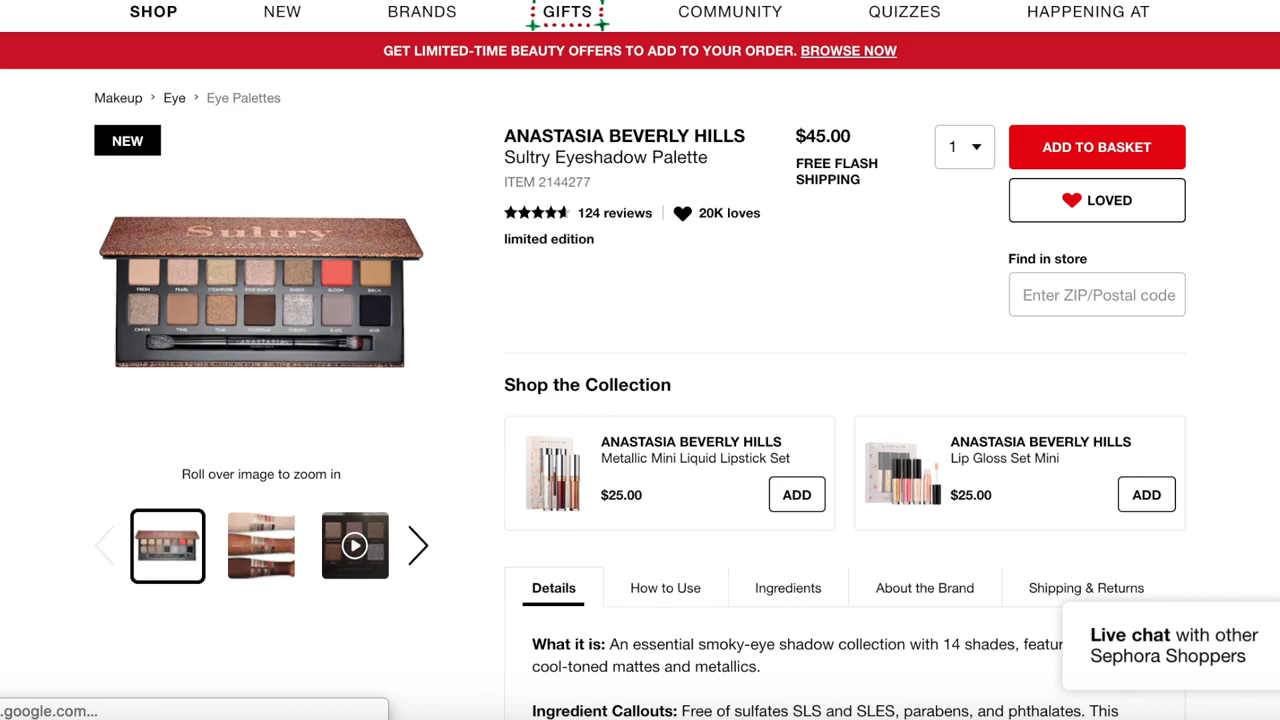 SHOP NEW BRANDS GIFTS COMMUNITY QUIZZES HAPPENING AT
GET LIMITED-TIME BEAUTY OFFERS TO ADD TO YOUR ORDER. BROWSE NOW
Makeup > Eye > Eye Palettes
NEW
Sultry
ANASTASIA BEVERLY HILLS
Sultry Eyeshadow Palette
ITEM 2144277
124 reviews | 20K loves
limited edition
$45.00
FREE FLASH
SHIPPING
1
ADD TO BASKET
LOVED
Find in store
Enter ZIP/Postal code
Roll over image to zoom in
Shop the Collection
ANASTASIA BEVERLY HILLS
Metallic Mini Liquid Lipstick Set
$25.00
ADD
ANASTASIA BEVERLY HILLS
Lip Gloss Set Mini
$25.00
ADD
Details How to Use Ingredients About the Brand Shipping & Returns
What it is: An essential smoky-eye shadow collection with 14 shades, featur
cool-toned mattes and metallics.
Ingredient Callouts: Free of sulfates SLS and SLES, parabens, and phthalates. This
Live chat with other
Sephora Shoppers
.google.com...